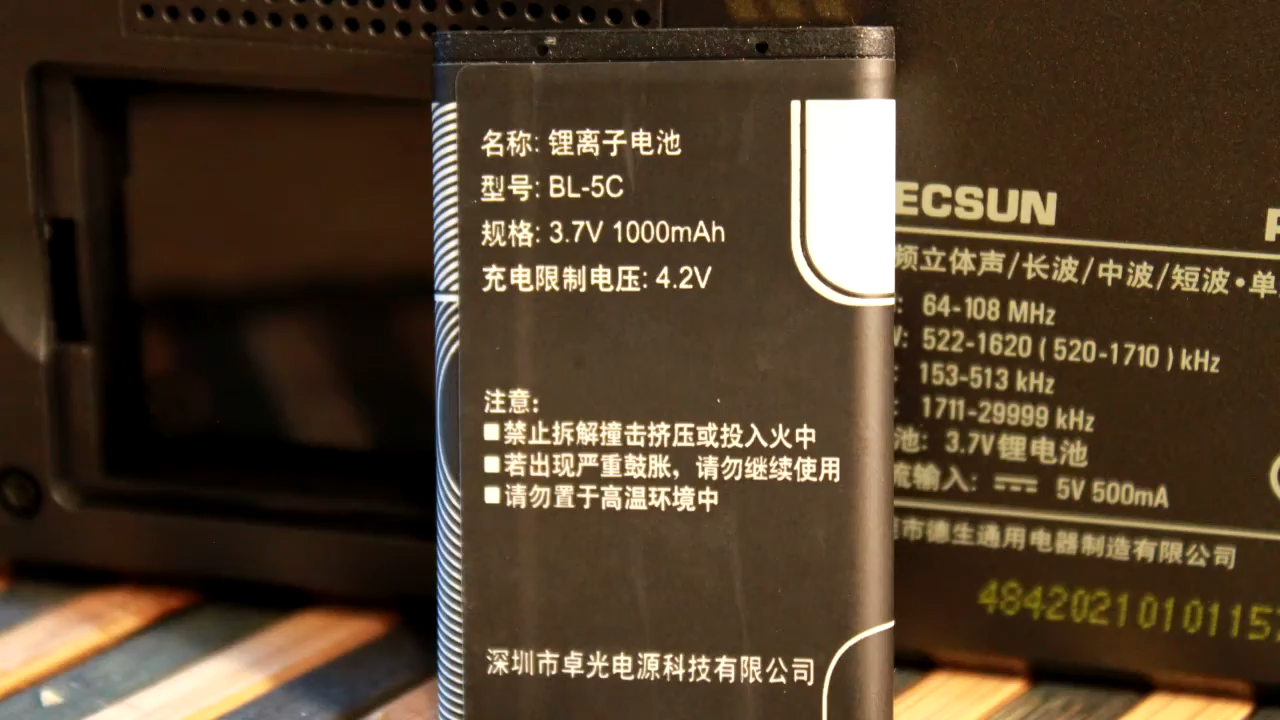 名称: 锂离子电池
型号: BL-5C
规格: 3.7V 1000mAh
充电限制电压: 4.2V
注意:
■禁止拆解撞击挤压或投入火中
■若出现严重鼓胀，请勿继续使用
■请勿置于高温环境中
深圳市卓光电源科技有限公司
ECSUN
频立体声/长波/中波/短波·单
64-108 MHz
522-1620 ( 520-1710 ) kHz
153-513 kHz
1711-29999 kHz
池: 3.7V锂电池
流输入: 5V 500mA
市德生通用电器制造有限公司
4842021010115